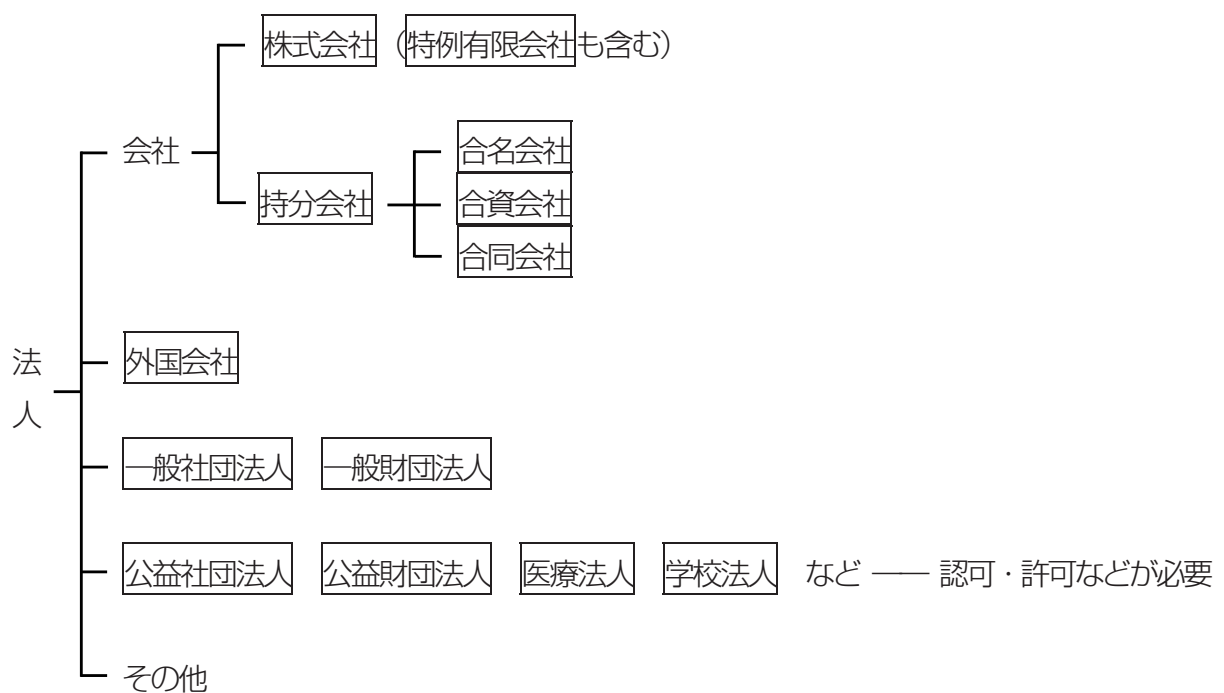 株式会社（特例有限会社も含む）
会社
合名会社
持分会社 合資会社
合同会社
法人
外国会社
一般社団法人 一般財団法人
公益社団法人 公益財団法人 医療法人 学校法人 など ―― 認可・許可などが必要
その他